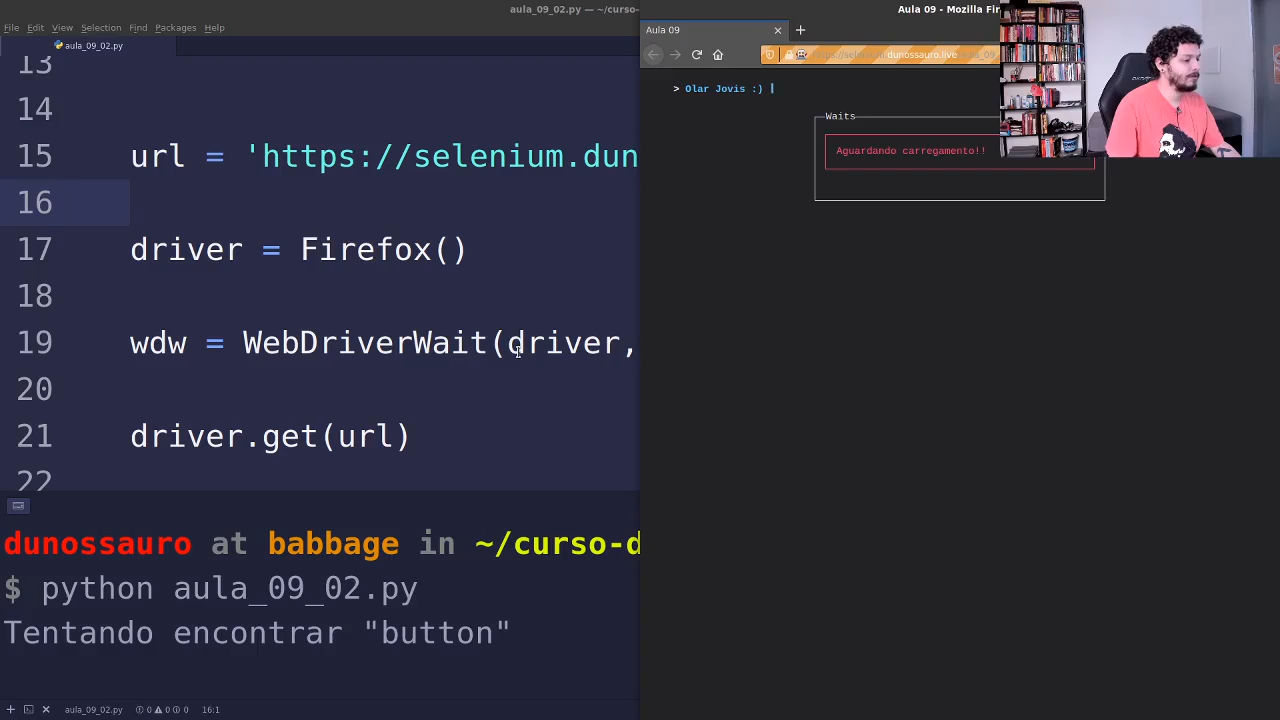 aula_09_02.py — ~/curso-
File Edit View Selection Find Packages Help
aula_09_02.py
13
14
15 url = 'https://selenium.dun
16
17 driver = Firefox()
18
19 wdw = WebDriverWait(driver,
20
21 driver.get(url)
22
dunossauro at babbage in ~/curso-d
$ python aula_09_02.py
Tentando encontrar "button"
aula_09_02.py 0 0 0 16:1
Aula 09 - Mozilla Fir
Aula 09
https://selenium.dunossauro.live
> Olar Jovis :)
Waits
Aguardando carregamento!!